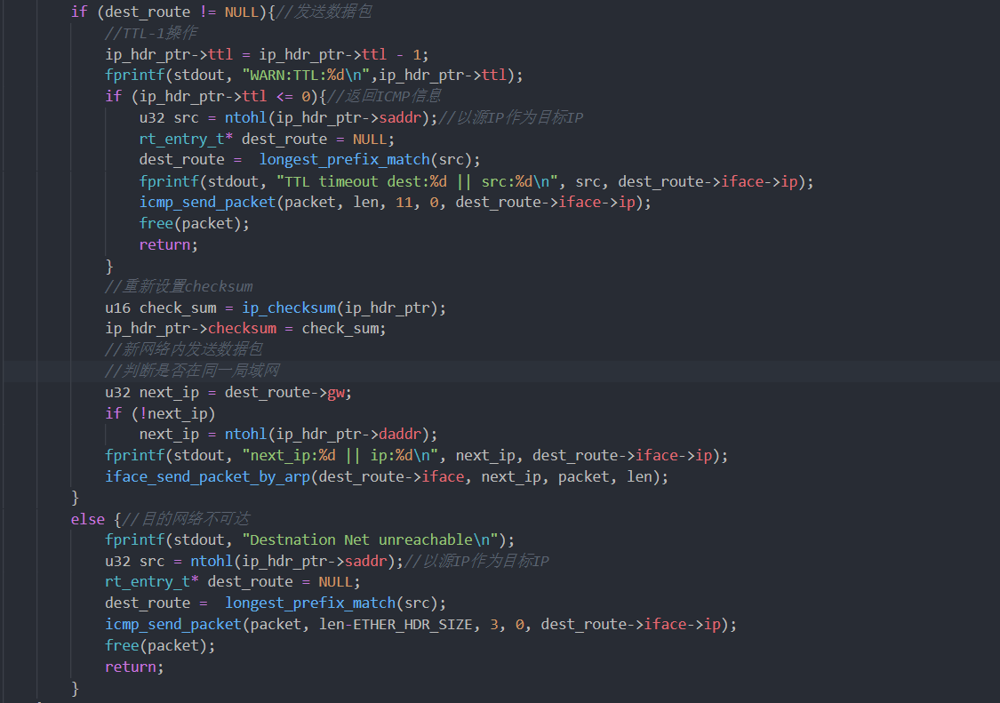 if (dest_route != NULL){//发送数据包
//TTL-1操作
ip_hdr_ptr->ttl = ip_hdr_ptr->ttl - 1;
fprintf(stdout, "WARN:TTL:%d\n",ip_hdr_ptr->ttl);
if (ip_hdr_ptr->ttl <= 0){//返回ICMP信息
u32 src = ntohl(ip_hdr_ptr->saddr);//以源IP作为目标IP
rt_entry_t* dest_route = NULL;
dest_route =  longest_prefix_match(src);
fprintf(stdout, "TTL timeout dest:%d || src:%d\n", src, dest_route->iface->ip);
icmp_send_packet(packet, len, 11, 0, dest_route->iface->ip);
free(packet);
return;
}
//重新设置checksum
u16 check_sum = ip_checksum(ip_hdr_ptr);
ip_hdr_ptr->checksum = check_sum;
//新网络内发送数据包
//判断是否在同一局域网
u32 next_ip = dest_route->gw;
if (!next_ip)
next_ip = ntohl(ip_hdr_ptr->daddr);
fprintf(stdout, "next_ip:%d || ip:%d\n", next_ip, dest_route->iface->ip);
iface_send_packet_by_arp(dest_route->iface, next_ip, packet, len);
}
else {//目的网络不可达
fprintf(stdout, "Destnation Net unreachable\n");
u32 src = ntohl(ip_hdr_ptr->saddr);//以源IP作为目标IP
rt_entry_t* dest_route = NULL;
dest_route =  longest_prefix_match(src);
icmp_send_packet(packet, len-ETHER_HDR_SIZE, 3, 0, dest_route->iface->ip);
free(packet);
return;
}